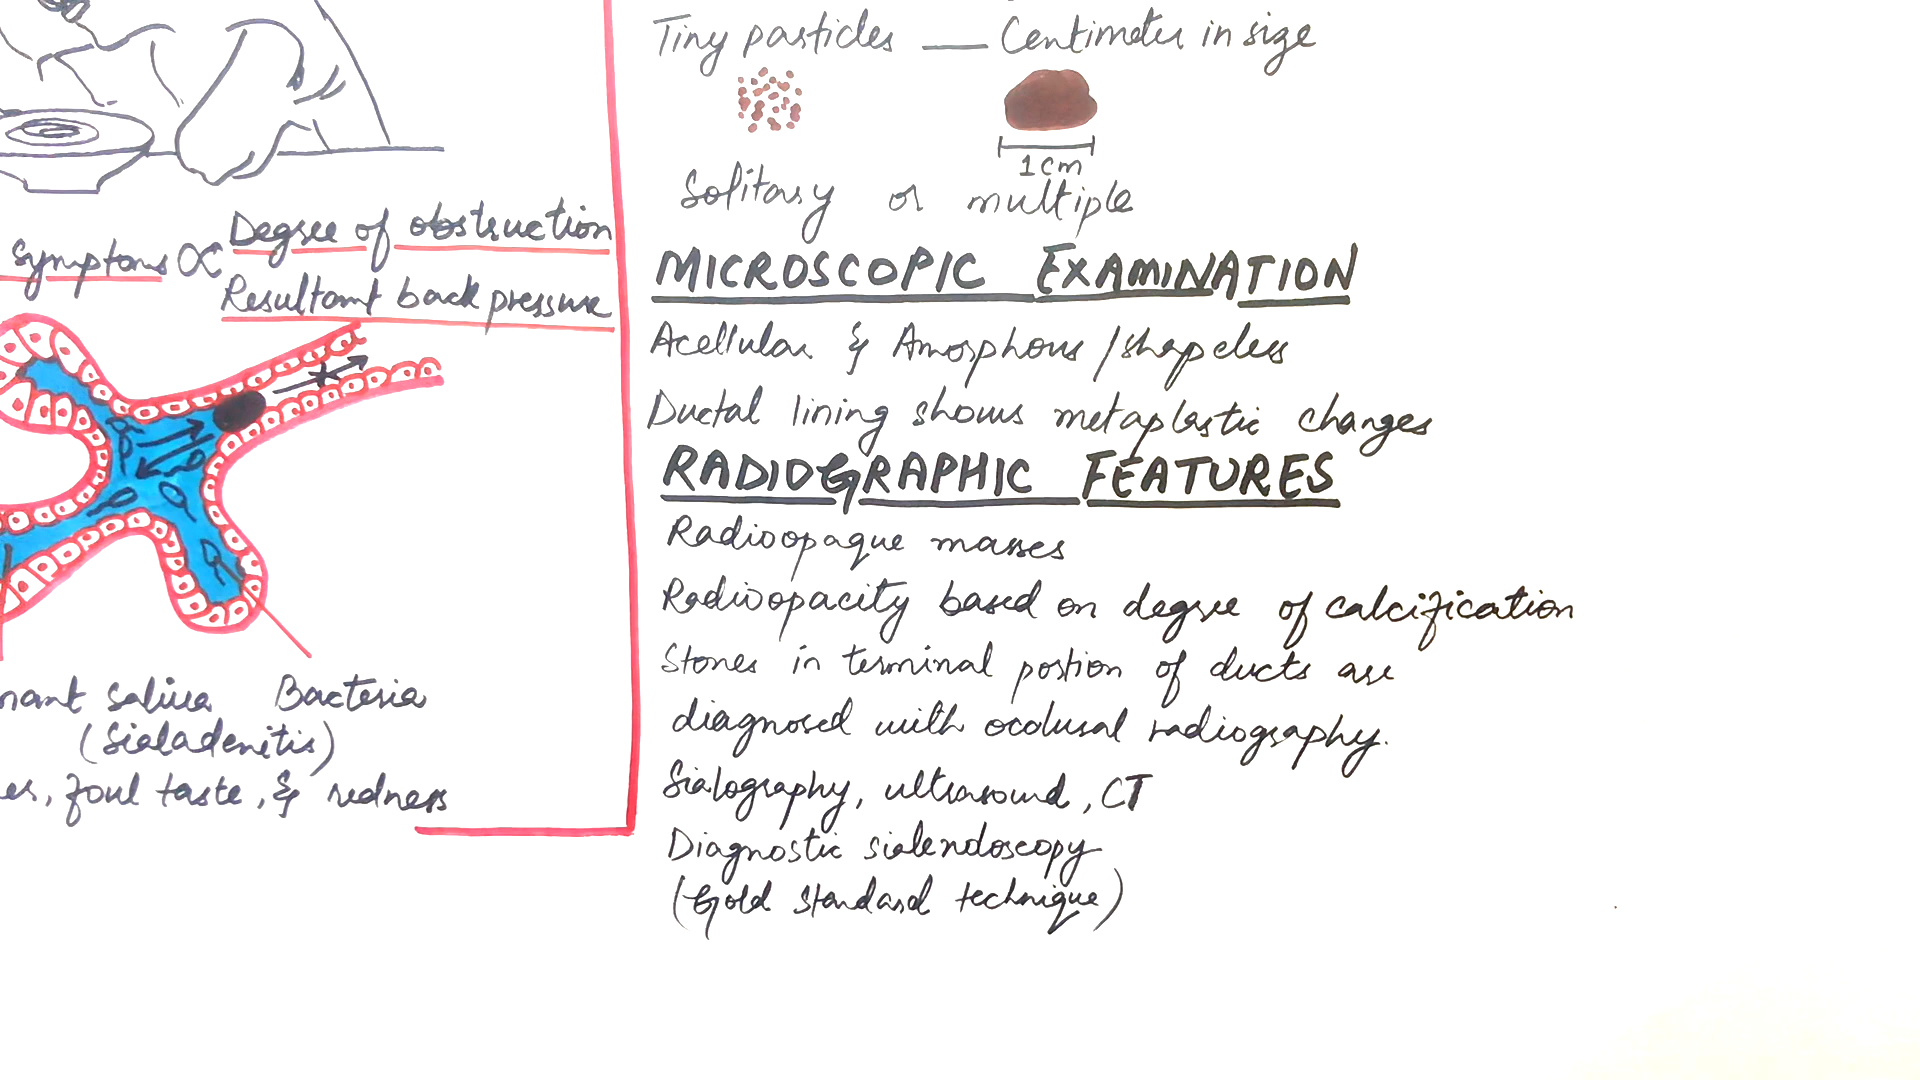 Symptoms ∝ Degree of obstruction
Resultant back pressure
nant saliva Bacteria
(Sialadenitis)
er, foul taste, & redness
Tiny particles — Centimeter in size
1cm
Solitary or multiple
MICROSCOPIC EXAMINATION
Acellular & Amorphous / shapeless
Ductal lining shows metaplastic changes
RADIOGRAPHIC FEATURES
Radioopaque masses
Radioopacity based on degree of calcification
Stones in terminal portion of ducts are
diagnosed with occlusal radiography.
Sialography, ultrasound, CT
Diagnostic sialendoscopy
(Gold standard technique)